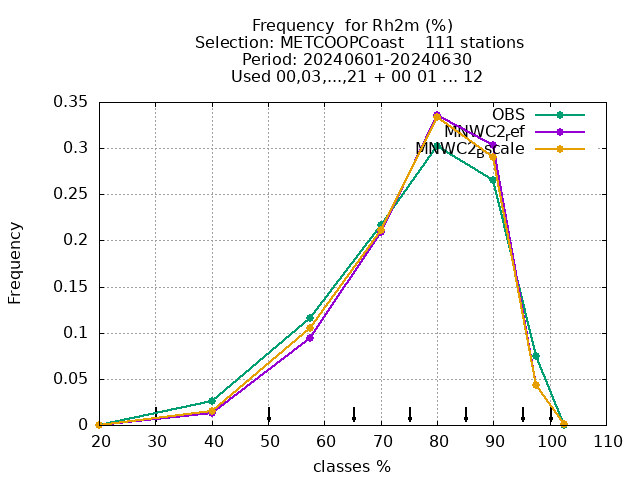 Frequency  for Rh2m (%)
Selection: METCOOPCoast    111 stations
Period: 20240601-20240630
Used 00,03,...,21 + 00 01 ... 12
OBS
MNWC2ref
MNWC2Bscale
0.35
0.3
0.25
0.2
0.15
0.1
0.05
0
Frequency
20 30 40 50 60 70 80 90 100 110
classes %